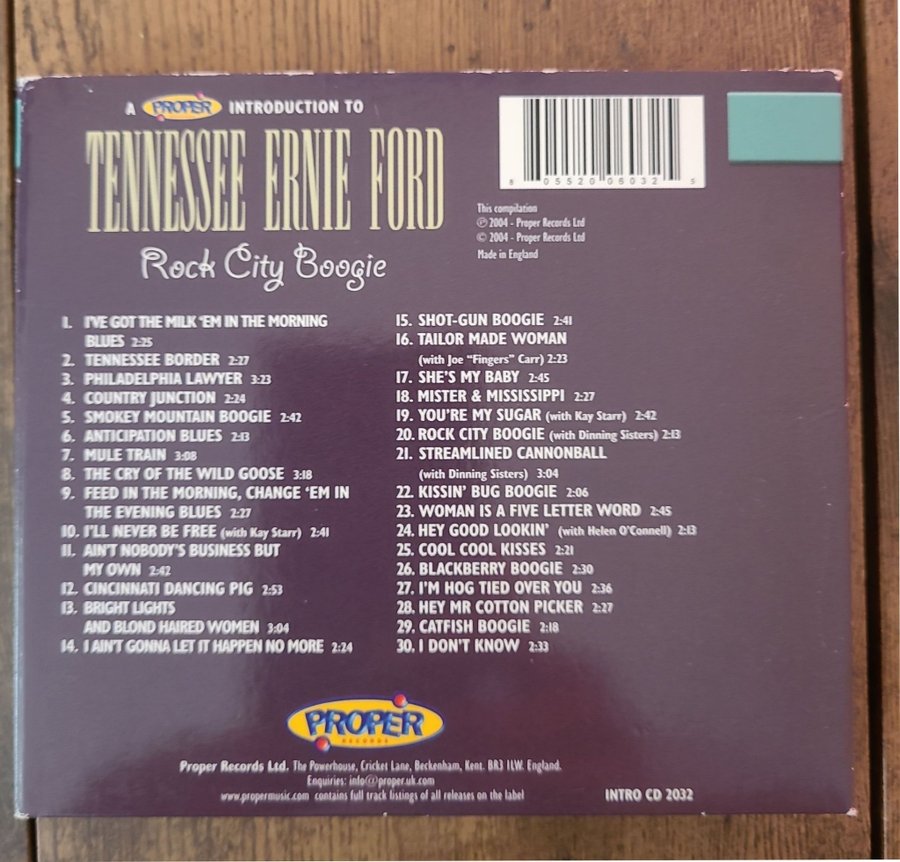 A PROPER INTRODUCTION TO
TENNESSEE ERNIE FORD
Rock City Boogie
8 05520 06032 5
This compilation
℗ 2004 - Proper Records Ltd
© 2004 - Proper Records Ltd
Made in England
1. I'VE GOT THE MILK 'EM IN THE MORNING
BLUES 2:25
2. TENNESSEE BORDER 2:27
3. PHILADELPHIA LAWYER 3:23
4. COUNTRY JUNCTION 2:24
5. SMOKEY MOUNTAIN BOOGIE 2:42
6. ANTICIPATION BLUES 2:13
7. MULE TRAIN 3:08
8. THE CRY OF THE WILD GOOSE 3:18
9. FEED IN THE MORNING, CHANGE 'EM IN
THE EVENING BLUES 2:27
10. I'LL NEVER BE FREE (with Kay Starr) 2:41
11. AIN'T NOBODY'S BUSINESS BUT
MY OWN 2:42
12. CINCINNATI DANCING PIG 2:53
13. BRIGHT LIGHTS
AND BLOND HAIRED WOMEN 3:04
14. I AIN'T GONNA LET IT HAPPEN NO MORE 2:24
15. SHOT-GUN BOOGIE 2:41
16. TAILOR MADE WOMAN
(with Joe "Fingers" Carr) 2:23
17. SHE'S MY BABY 2:45
18. MISTER & MISSISSIPPI 2:27
19. YOU'RE MY SUGAR (with Kay Starr) 2:42
20. ROCK CITY BOOGIE (with Dinning Sisters) 2:13
21. STREAMLINED CANNONBALL
(with Dinning Sisters) 3:04
22. KISSIN' BUG BOOGIE 2:06
23. WOMAN IS A FIVE LETTER WORD 2:45
24. HEY GOOD LOOKIN' (with Helen O'Connell) 2:13
25. COOL COOL KISSES 2:21
26. BLACKBERRY BOOGIE 2:30
27. I'M HOG TIED OVER YOU 2:36
28. HEY MR COTTON PICKER 2:27
29. CATFISH BOOGIE 2:18
30. I DON'T KNOW 2:33
PROPER
RECORDS
Proper Records Ltd. The Powerhouse, Cricket Lane, Beckenham, Kent. BR3 1LW. England.
Enquiries: info@proper.uk.com
www.propermusic.com contains full track listings of all releases on the label
INTRO CD 2032